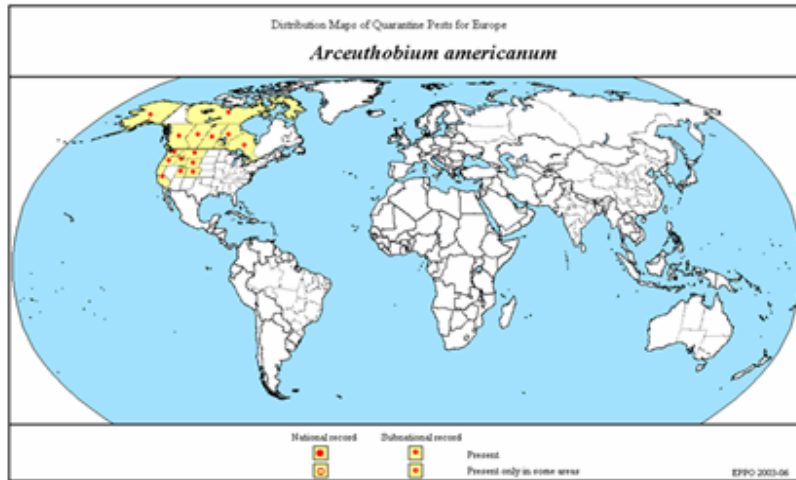 Distribution Maps of Quarantine Pests for Europe
Arceuthobium americanum
National record Subnational record
Present
Present only in some areas
EPPO 2003-06